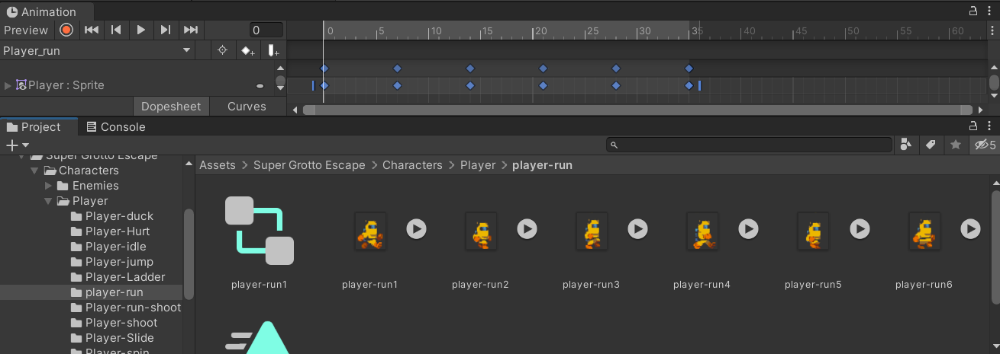 Animation
Preview 0 0 5 10 15 20 25 30 35 40 45 50 55 60
Player_run
Player : Sprite
Dopesheet Curves
Project Console
5
Super Grotto Escape Assets > Super Grotto Escape > Characters > Player > player-run
Characters
Enemies
Player
Player-duck
Player-Hurt
Player-idle
Player-jump
Player-Ladder
player-run
Player-run-shoot
Player-shoot
Player-Slide
Player-spin
player-run1 player-run1 player-run2 player-run3 player-run4 player-run5 player-run6